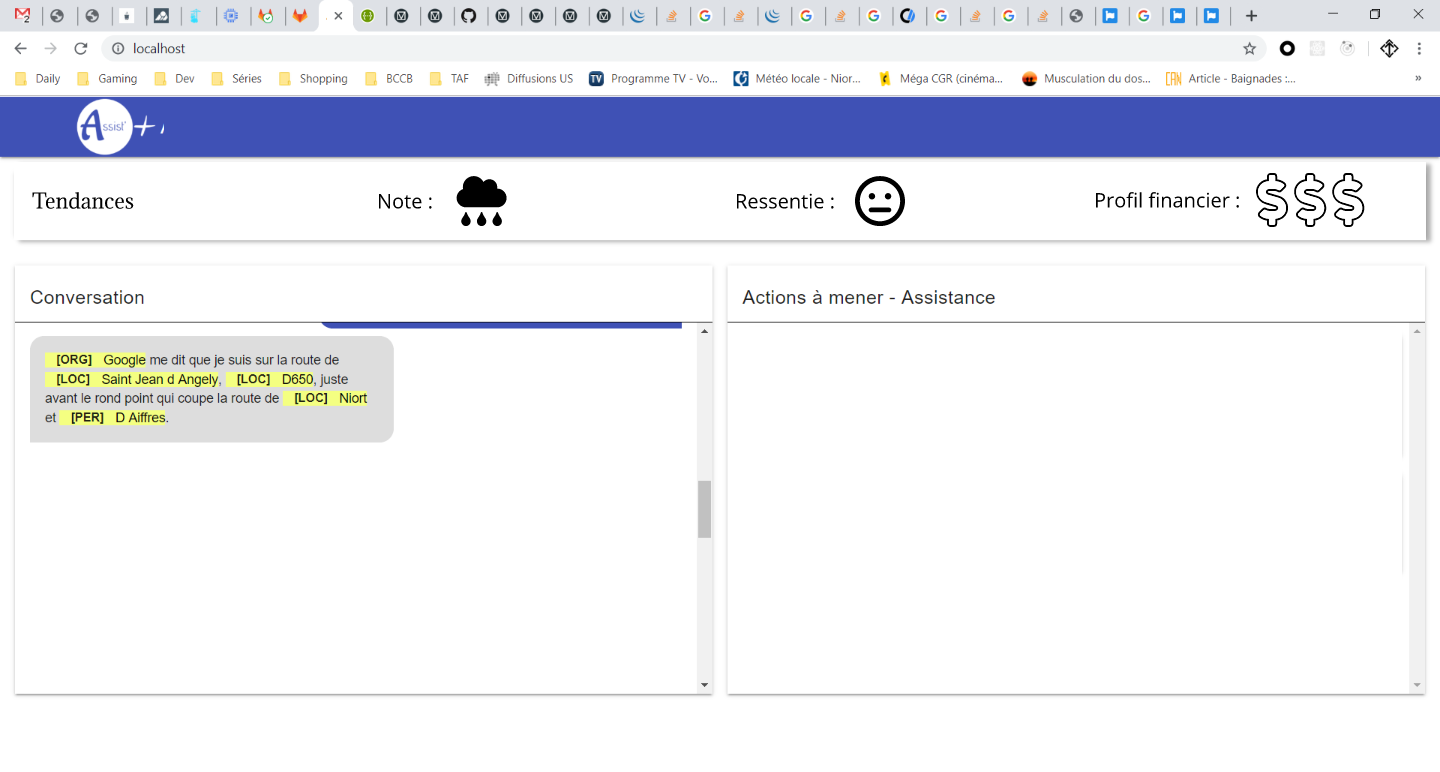 localhost
Daily
Gaming
Dev
Séries
Shopping
BCCB
TAF
Diffusions US
Programme TV - Vo...
Météo locale - Nior...
Méga CGR (cinéma...
Musculation du dos...
Article - Baignades :...
»
Assist' +
Tendances
Note :
Ressentie :
Profil financier :
Conversation
Actions à mener - Assistance
[ORG] Google me dit que je suis sur la route de
[LOC] Saint Jean d Angely, [LOC] D650, juste
avant le rond point qui coupe la route de [LOC] Niort
et [PER] D Aiffres.